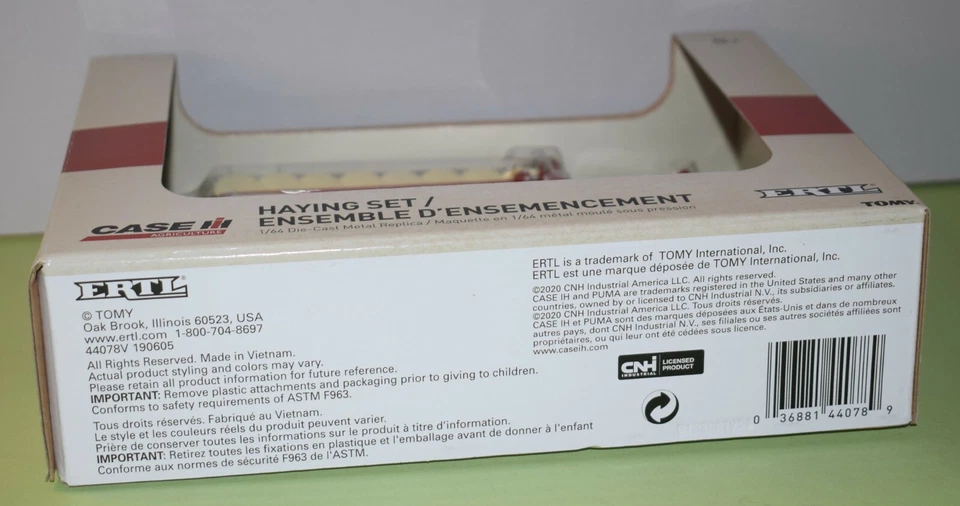 CASE IH
AGRICULTURE
HAYING SET /
ENSEMBLE D'ENSEMENCEMENT
1/64 Die-Cast Metal Replica / Maquette en 1/64 métal moulé sous pression
ERTL
TOMY
ERTL®
© TOMY
Oak Brook, Illinois 60523, USA
www.ertl.com 1-800-704-8697
44078V 190605
All Rights Reserved. Made in Vietnam.
Actual product styling and colors may vary.
Please retain all product information for future reference.
IMPORTANT: Remove plastic attachments and packaging prior to giving to children.
Conforms to safety requirements of ASTM F963.
Tous droits réservés. Fabriqué au Vietnam.
Le style et les couleurs réels du produit peuvent varier.
Prière de conserver toutes les informations sur le produit à titre d'information.
IMPORTANT: Retirez toutes les fixations en plastique et l'emballage avant de donner à l'enfant
Conforme aux normes de sécurité F963 de l'ASTM.
ERTL is a trademark of TOMY International, Inc.
ERTL est une marque déposée de TOMY International, Inc.
©2020 CNH Industrial America LLC. All rights reserved.
CASE IH and PUMA are trademarks registered in the United States and many other
countries, owned by or licensed to CNH Industrial N.V., its subsidiaries or affiliates.
©2020 CNH Industrial America LLC. Tous droits réservés.
CASE IH et PUMA sont des marques déposées aux États-Unis et dans de nombreux
autres pays, dont CNH Industrial N.V., ses filiales ou ses autres sociétés affiliées sont
propriétaires, ou qui leur ont été cédées sous licence.
www.caseih.com
CNH
INDUSTRIAL
LICENSED
PRODUCT
0 36881 44078 9